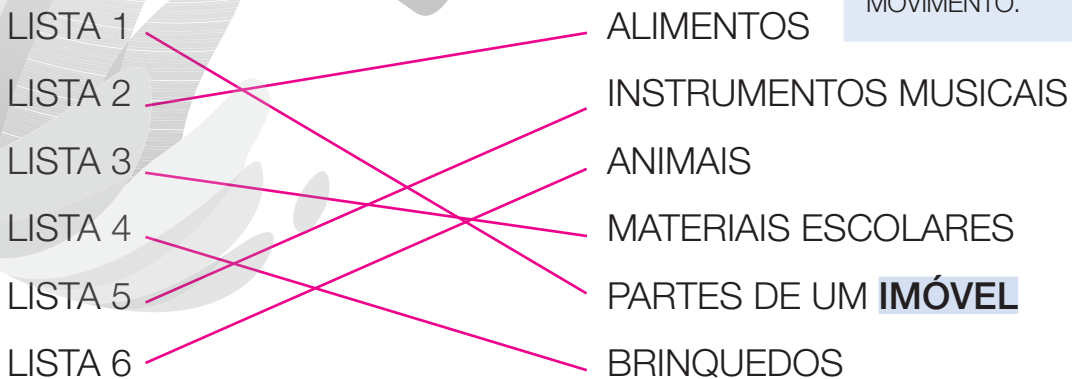 MOVIMENTO.
LISTA 1 ALIMENTOS
LISTA 2 INSTRUMENTOS MUSICAIS
LISTA 3 ANIMAIS
LISTA 4 MATERIAIS ESCOLARES
LISTA 5 PARTES DE UM IMÓVEL
LISTA 6 BRINQUEDOS